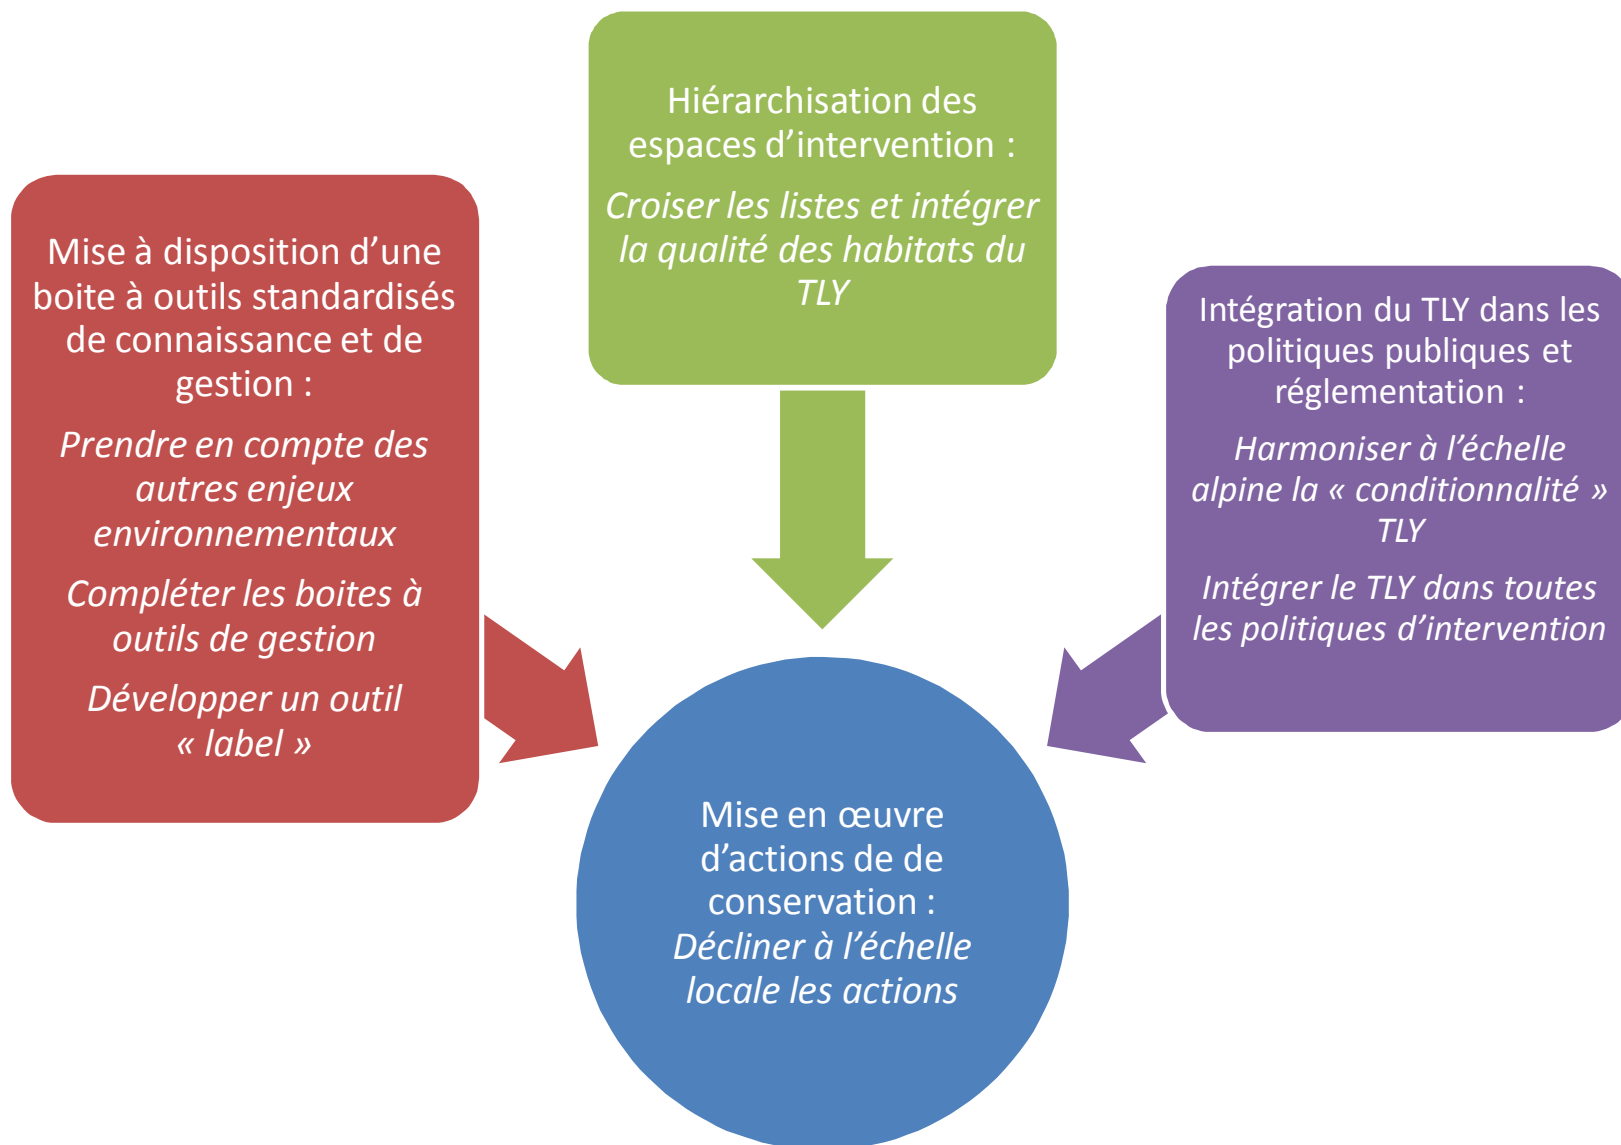 Hiérarchisation des
espaces d’intervention :
Croiser les listes et intégrer
la qualité des habitats du
TLY
Mise à disposition d’une
boite à outils standardisés
de connaissance et de
gestion :
Prendre en compte des
autres enjeux
environnementaux
Compléter les boites à
outils de gestion
Développer un outil
« label »
Intégration du TLY dans les
politiques publiques et
réglementation :
Harmoniser à l’échelle
alpine la « conditionnalité »
TLY
Intégrer le TLY dans toutes
les politiques d’intervention
Mise en œuvre
d’actions de de
conservation :
Décliner à l’échelle
locale les actions